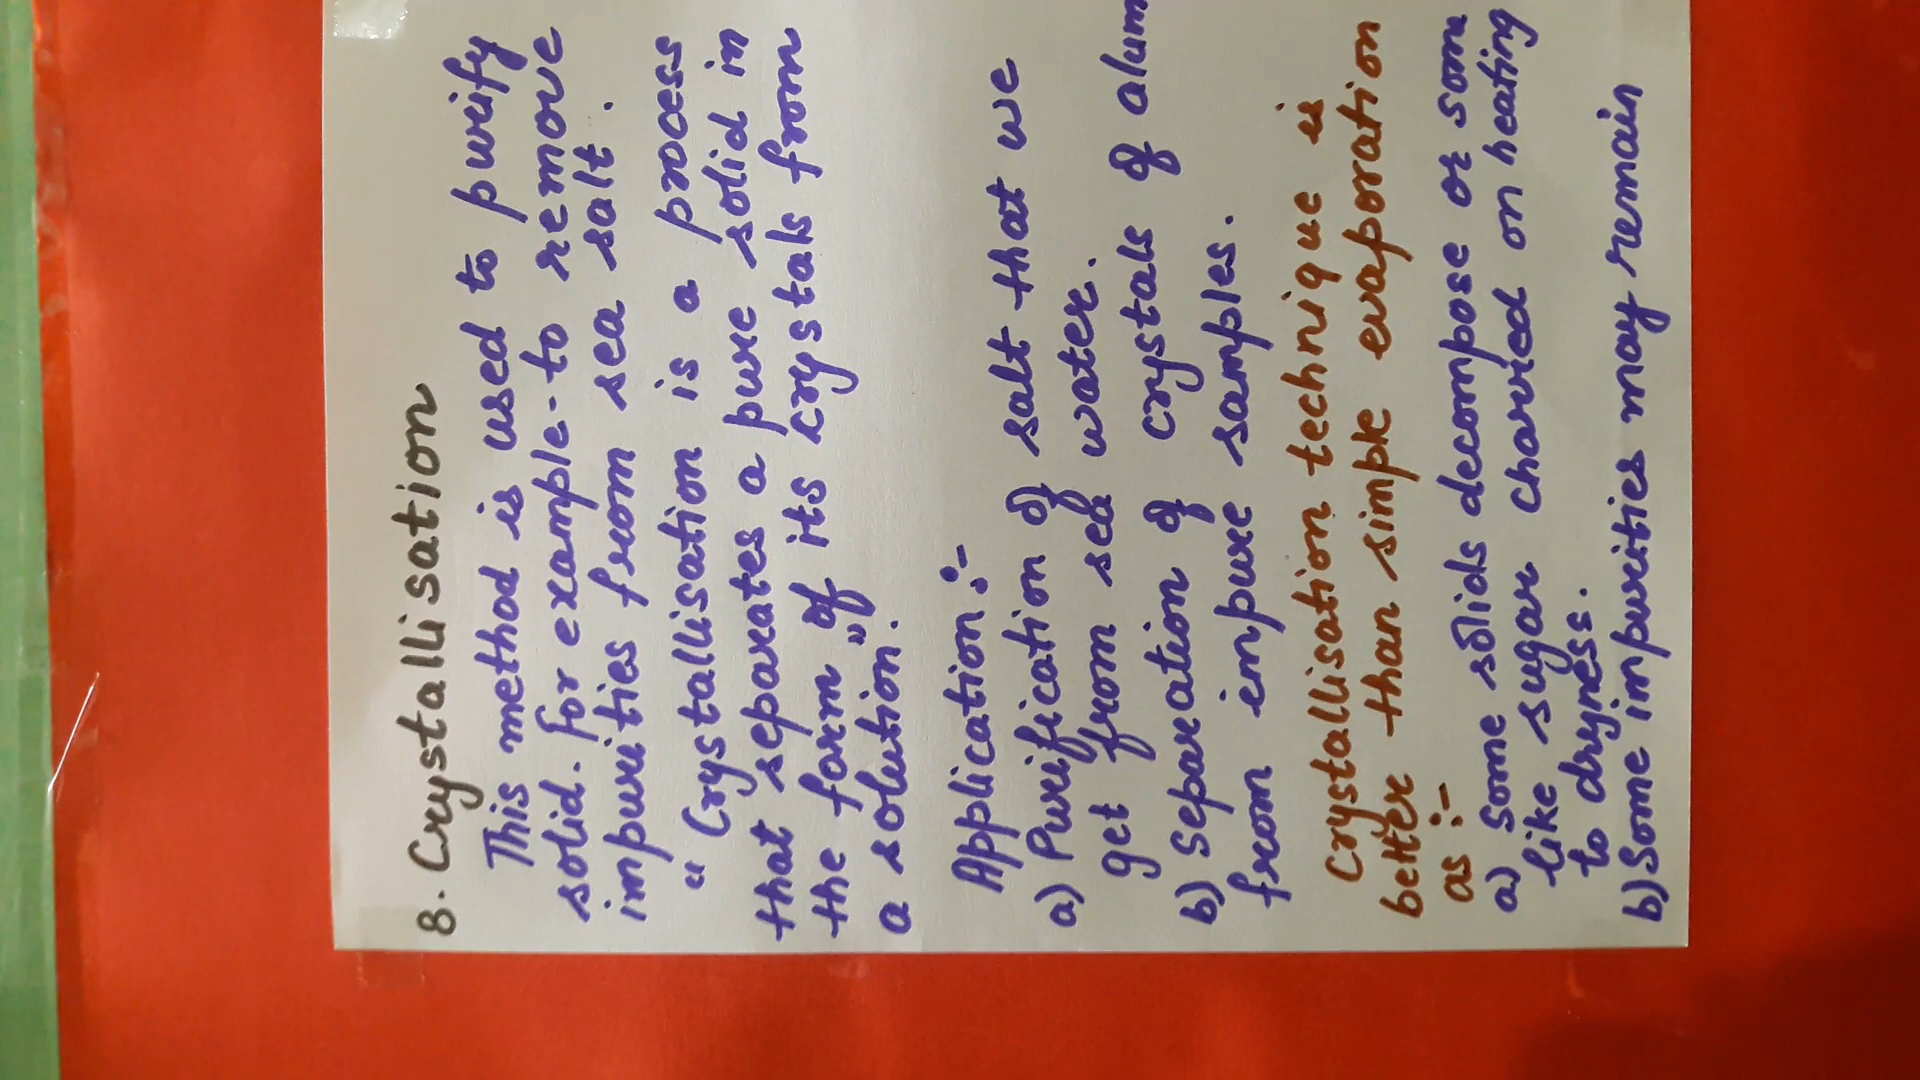 8. Crystallisation
This method is used to purify
solid. for example - to remove
impurities from sea salt.
"Crystallisation is a process
that separates a pure solid in
the form of its crystals from
a solution."
Application :-
a) Purification of salt that we
get from sea water.
b) Separation of crystals of alum
from impure samples.
Crystallisation technique is
better than simple evaporation
as :-
a) Some solids decompose or som
like sugar charied on heating
to dryness.
b) Some impurities may remain